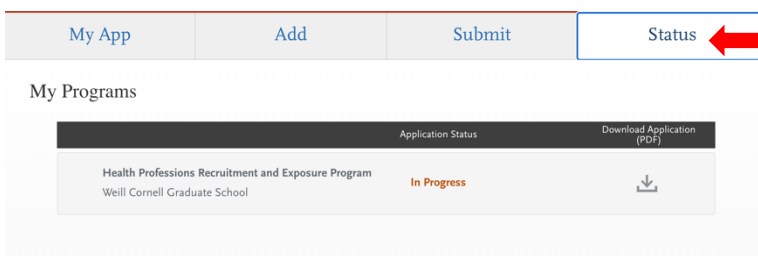 My App
Add
Submit
Status
My Programs
Application Status
Download Application
(PDF)
Health Professions Recruitment and Exposure Program
Weill Cornell Graduate School
In Progress